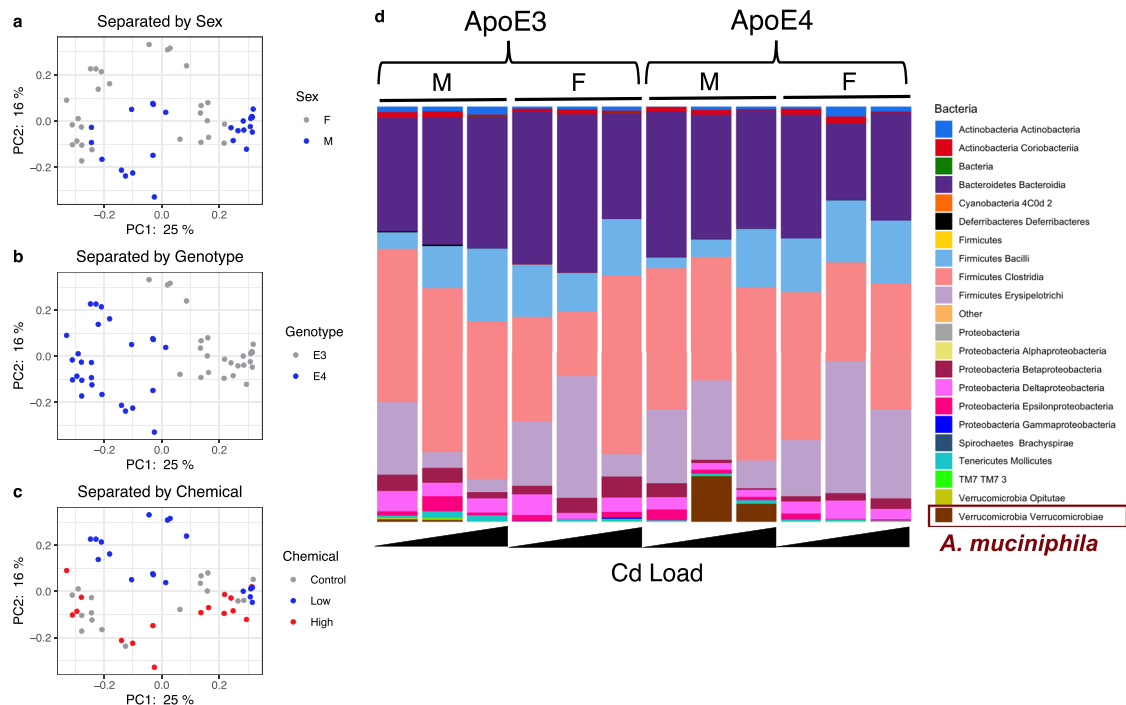 a
Separated by Sex
PC2: 16 %
0.2
0.0
−0.2
−0.2
0.0
0.2
PC1: 25 %
Sex
F
M
b
Separated by Genotype
PC2: 16 %
0.2
0.0
−0.2
−0.2
0.0
0.2
PC1: 25 %
Genotype
E3
E4
c
Separated by Chemical
PC2: 16 %
0.2
0.0
−0.2
−0.2
0.0
0.2
PC1: 25 %
Chemical
Control
Low
High
d
ApoE3
ApoE4
M
F
M
F
Cd Load
Bacteria
Actinobacteria Actinobacteria
Actinobacteria Coriobacteriia
Bacteria
Bacteroidetes Bacteroidia
Cyanobacteria 4C0d 2
Deferribacteres Deferribacteres
Firmicutes
Firmicutes Bacilli
Firmicutes Clostridia
Firmicutes Erysipelotrichi
Other
Proteobacteria
Proteobacteria Alphaproteobacteria
Proteobacteria Betaproteobacteria
Proteobacteria Deltaproteobacteria
Proteobacteria Epsilonproteobacteria
Proteobacteria Gammaproteobacteria
Spirochaetes Brachyspirae
Tenericutes Mollicutes
TM7 TM7 3
Verrucomicrobia Opitutae
Verrucomicrobia Verrucomicrobiae
A. muciniphila